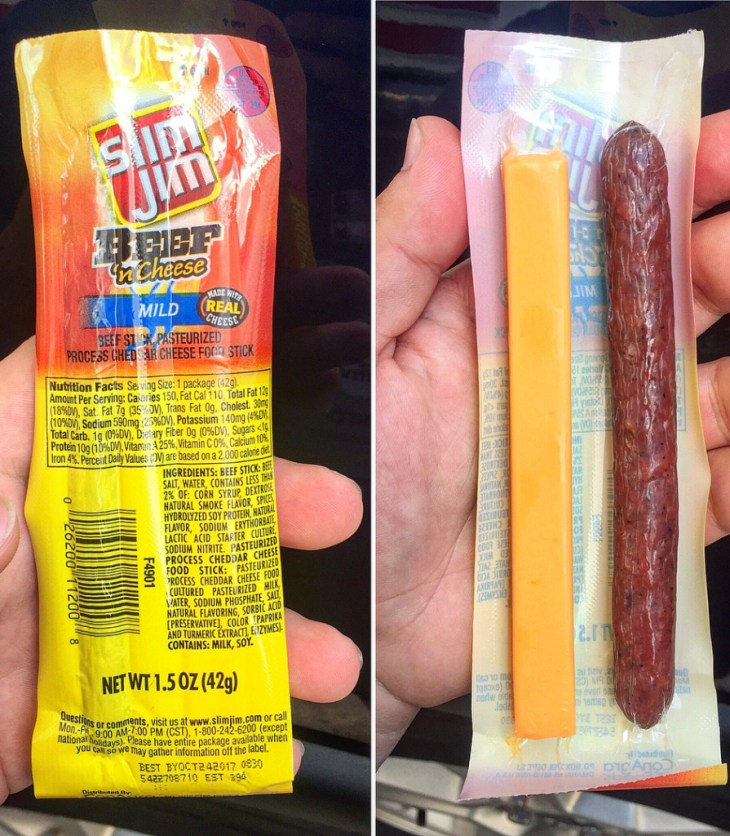 Slim
Jim
BEEF
'n Cheese
MILD
MADE WITH
REAL
CHEESE
BEEF STICK, PASTEURIZED
PROCESS CHEDDAR CHEESE FOOD STICK
Nutrition Facts Serving Size: 1 package (42g).
Amount Per Serving: Calories 150, Fat Cal 110, Total Fat 12g
(18%DV), Sat. Fat 7g (35%DV), Trans Fat 0g, Cholest. 30mg
(10%DV), Sodium 590mg (25%DV), Potassium 140mg (4%DV),
Total Carb. 1g (0%DV), Dietary Fiber 0g (0%DV), Sugars <1g,
Protein 10g (10%DV), Vitamin A 25%, Vitamin C 0%, Calcium 10%,
Iron 4%. Percent Daily Values (DV) are based on a 2,000 calorie diet.
INGREDIENTS: BEEF STICK: BEEF,
SALT, WATER, CONTAINS LESS THAN
2% OF: CORN SYRUP, DEXTROSE,
NATURAL SMOKE FLAVOR, SPICES,
HYDROLYZED SOY PROTEIN, NATURAL
FLAVOR, SODIUM ERYTHORBATE,
LACTIC ACID STARTER CULTURE,
SODIUM NITRITE. PASTEURIZED
PROCESS CHEDDAR CHEESE
FOOD STICK: PASTEURIZED
PROCESS CHEDDAR CHEESE FOOD
(CULTURED PASTEURIZED MILK,
WATER, SODIUM PHOSPHATE, SALT,
NATURAL FLAVORING, SORBIC ACID
[PRESERVATIVE], COLOR [PAPRIKA
AND TURMERIC EXTRACT], ENZYMES).
CONTAINS: MILK, SOY.
0 26200 11200 8
F4901
NET WT 1.5 OZ (42g)
Questions or comments, visit us at www.slimjim.com or call
Mon.-Fri., 9:00 AM-7:00 PM (CST), 1-800-242-6200 (except
national holidays). Please have entire package available when
you call so we may gather information of the label.
BEST BYOCT242017 0830
5422708710 EST 394
Distributed By